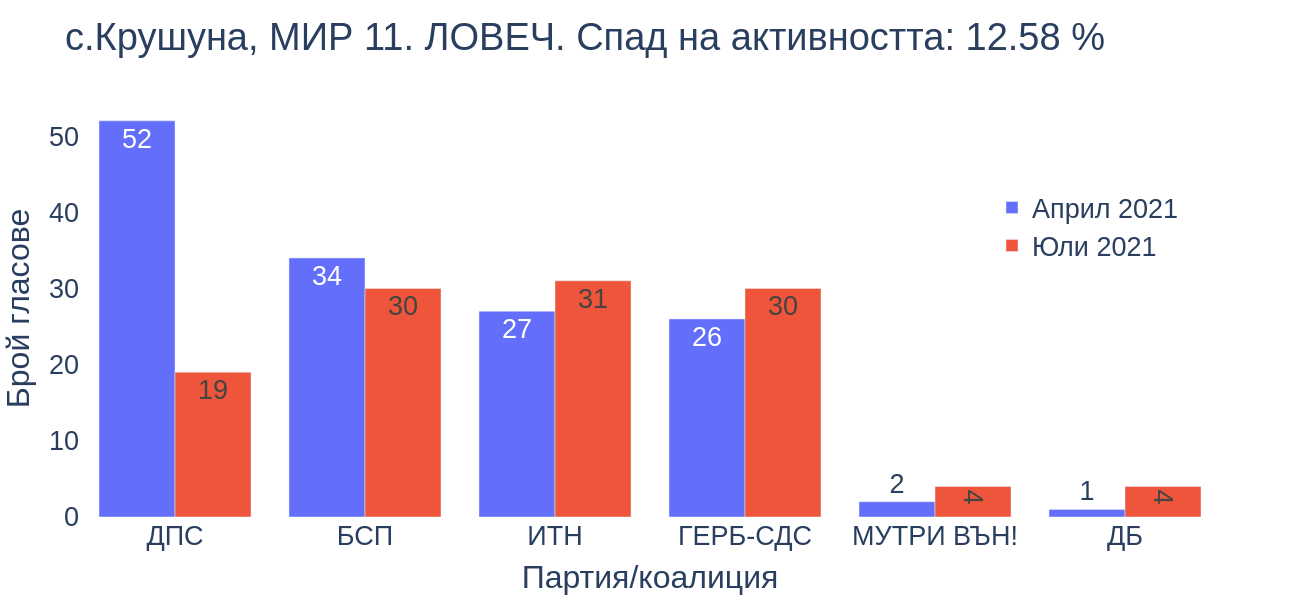 с.Крушуна, МИР 11. ЛОВЕЧ. Спад на активността: 12.58 %
Брой гласове
50
40
30
20
10
0
52
19
34
30
27
31
26
30
2
4
1
4
Април 2021
Юли 2021
ДПС
БСП
ИТН
ГЕРБ-СДС
МУТРИ ВЪН!
ДБ
Партия/коалиция